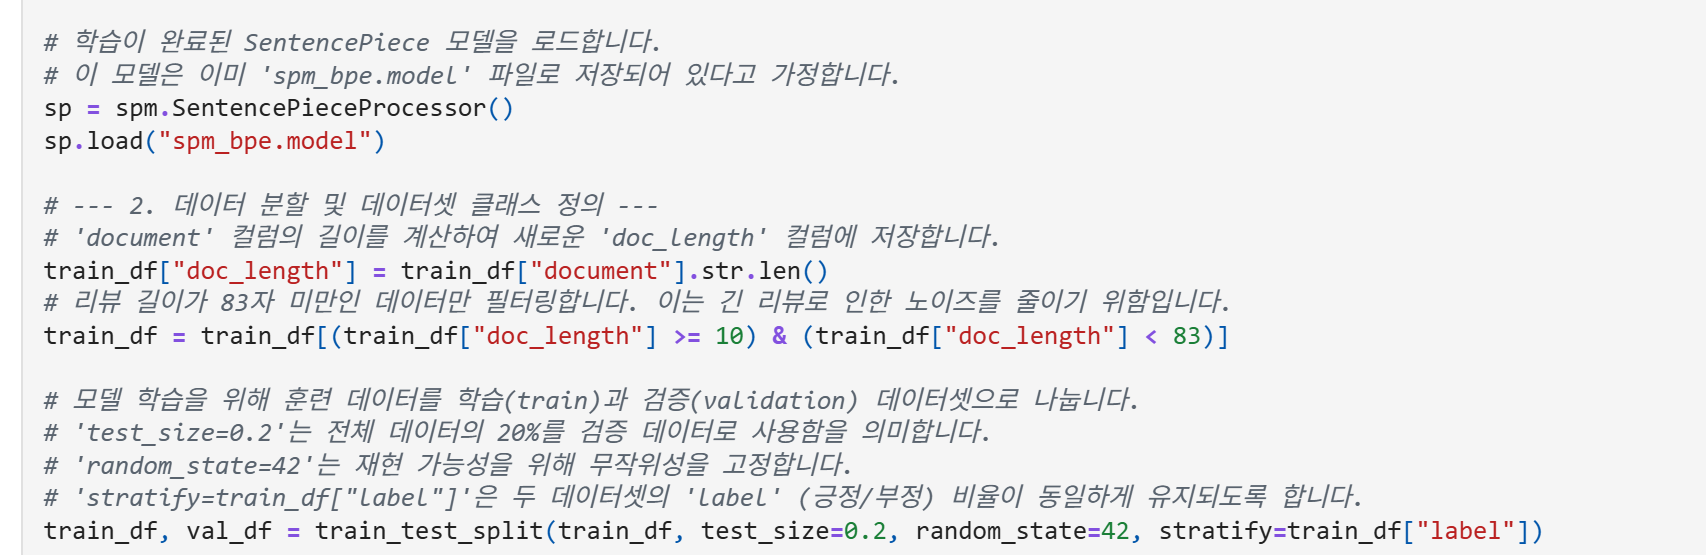 # 학습이 완료된 SentencePiece 모델을 로드합니다.
# 이 모델은 이미 'spm_bpe.model' 파일로 저장되어 있다고 가정합니다.
sp = spm.SentencePieceProcessor()
sp.load("spm_bpe.model")
# --- 2. 데이터 분할 및 데이터셋 클래스 정의 ---
# 'document' 컬럼의 길이를 계산하여 새로운 'doc_length' 컬럼에 저장합니다.
train_df["doc_length"] = train_df["document"].str.len()
# 리뷰 길이가 83자 미만인 데이터만 필터링합니다. 이는 긴 리뷰로 인한 노이즈를 줄이기 위함입니다.
train_df = train_df[(train_df["doc_length"] >= 10) & (train_df["doc_length"] < 83)]
# 모델 학습을 위해 훈련 데이터를 학습(train)과 검증(validation) 데이터셋으로 나눕니다.
# 'test_size=0.2'는 전체 데이터의 20%를 검증 데이터로 사용함을 의미합니다.
# 'random_state=42'는 재현 가능성을 위해 무작위성을 고정합니다.
# 'stratify=train_df["label"]'은 두 데이터셋의 'label' (긍정/부정) 비율이 동일하게 유지되도록 합니다.
train_df, val_df = train_test_split(train_df, test_size=0.2, random_state=42, stratify=train_df["label"])